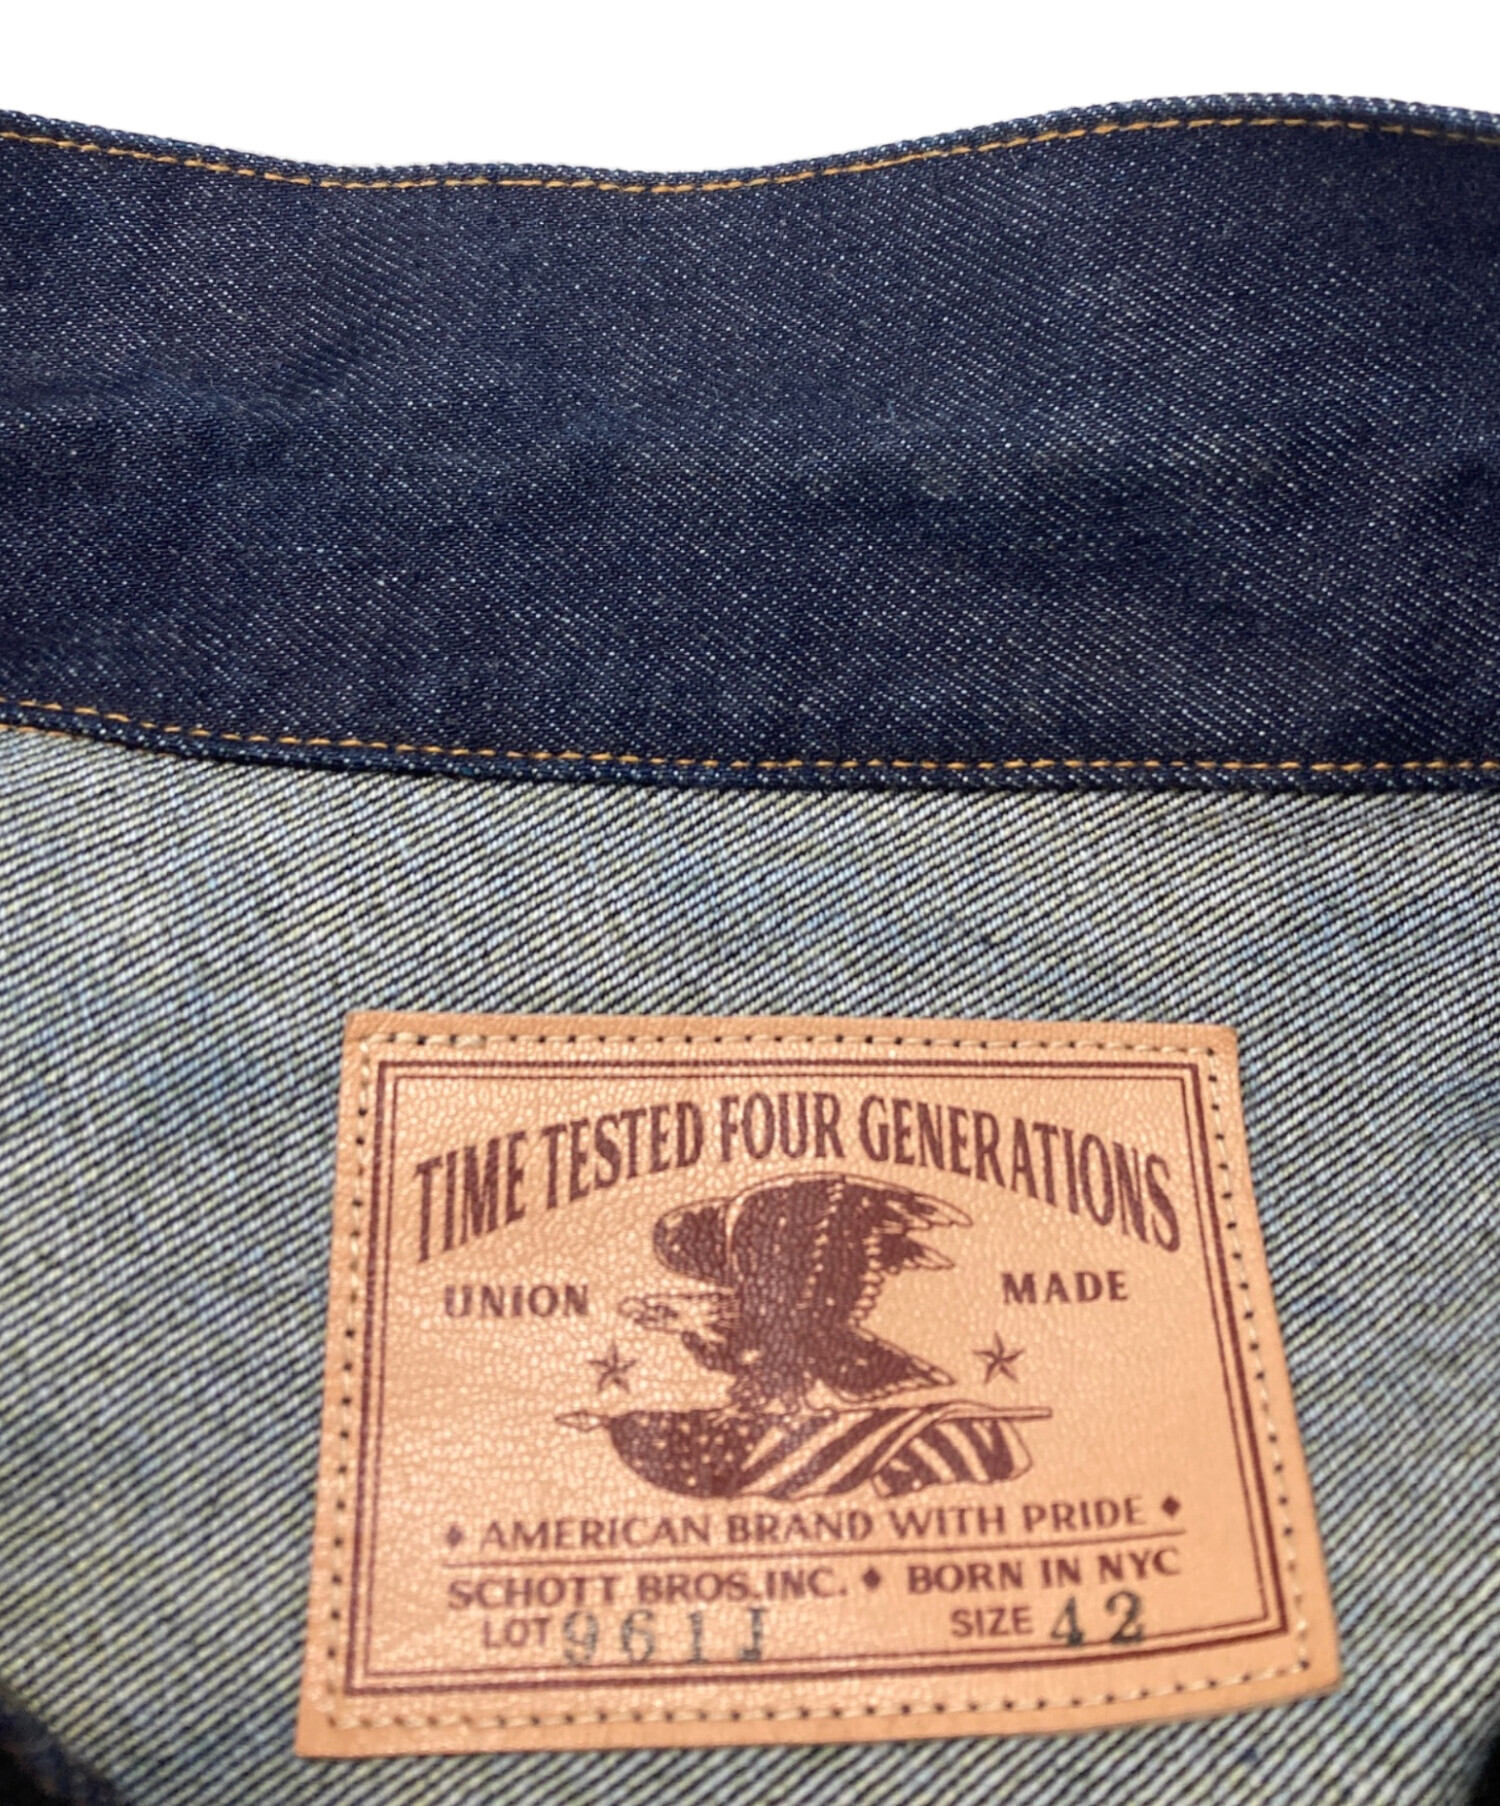 TIME TESTED FOUR GENERATIONS
UNION MADE
♦ AMERICAN BRAND WITH PRIDE ♦
SCHOTT BROS.INC. ♦ BORN IN NYC
LOT 961J SIZE 42